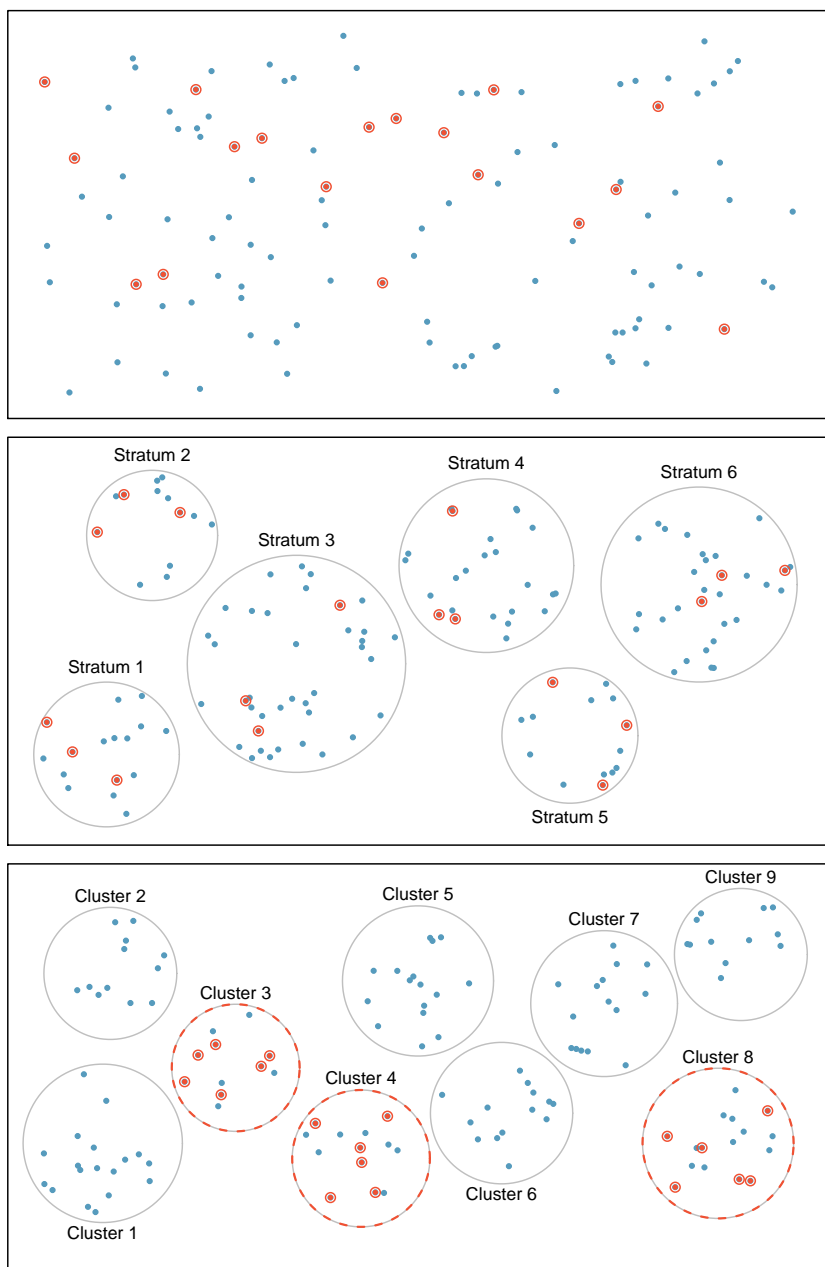 Stratum 2
Stratum 4
Stratum 6
Stratum 3
Stratum 1
Stratum 5
Cluster 9
Cluster 2
Cluster 5
Cluster 7
Cluster 3
Cluster 8
Cluster 4
Cluster 6
Cluster 1